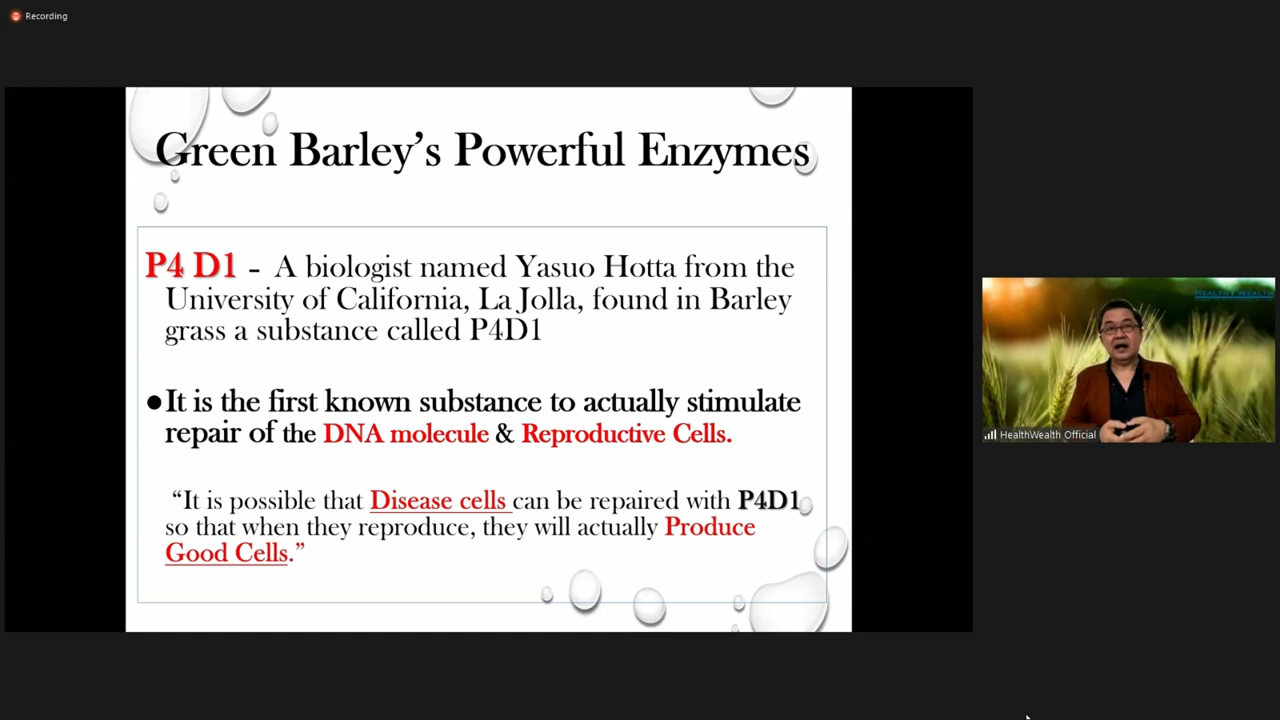 Recording
Green Barley's Powerful Enzymes
P4 D1 - A biologist named Yasuo Hotta from the
University of California, La Jolla, found in Barley
grass a substance called P4D1
●It is the first known substance to actually stimulate
repair of the DNA molecule & Reproductive Cells.
“It is possible that Disease cells can be repaired with P4D1
so that when they reproduce, they will actually Produce
Good Cells.”
HEALTHY WEALTH
HealthWealth Official